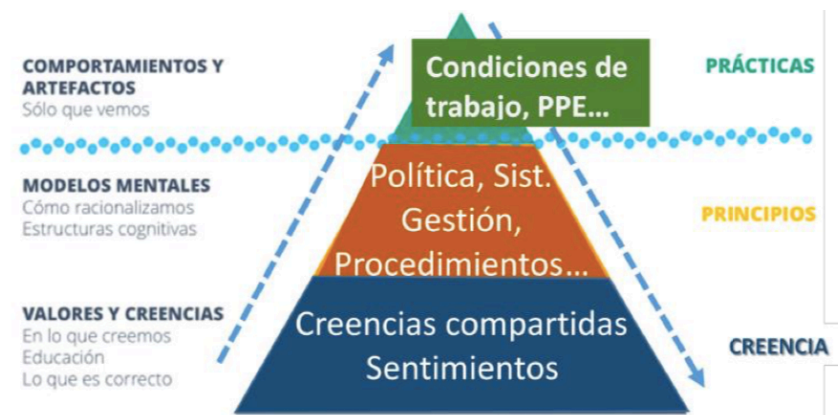 COMPORTAMIENTOS Y
ARTEFACTOS
Sólo que vemos
Condiciones de
trabajo, PPE...
PRÁCTICAS
MODELOS MENTALES
Cómo racionalizamos
Estructuras cognitivas
Política, Sist.
Gestión,
Procedimientos...
PRINCIPIOS
VALORES Y CREENCIAS
En lo que creemos
Educación
Lo que es correcto
Creencias compartidas
Sentimientos
CREENCIA